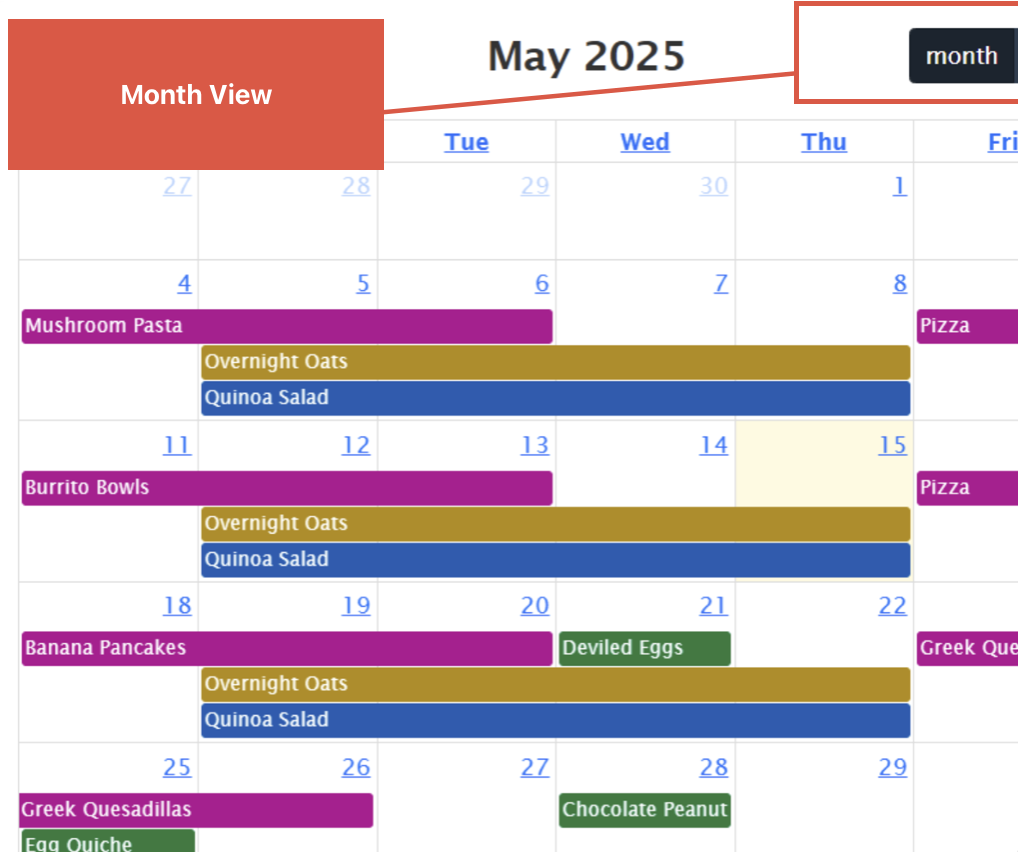 Month View
May 2025
month
Tue Wed Thu Fri
27 28 29 30 1
4 5 6 7 8
Mushroom Pasta Pizza
Overnight Oats
Quinoa Salad
11 12 13 14 15
Burrito Bowls Pizza
Overnight Oats
Quinoa Salad
18 19 20 21 22
Banana Pancakes Deviled Eggs Greek Que
Overnight Oats
Quinoa Salad
25 26 27 28 29
Greek Quesadillas Chocolate Peanut
Egg Quiche